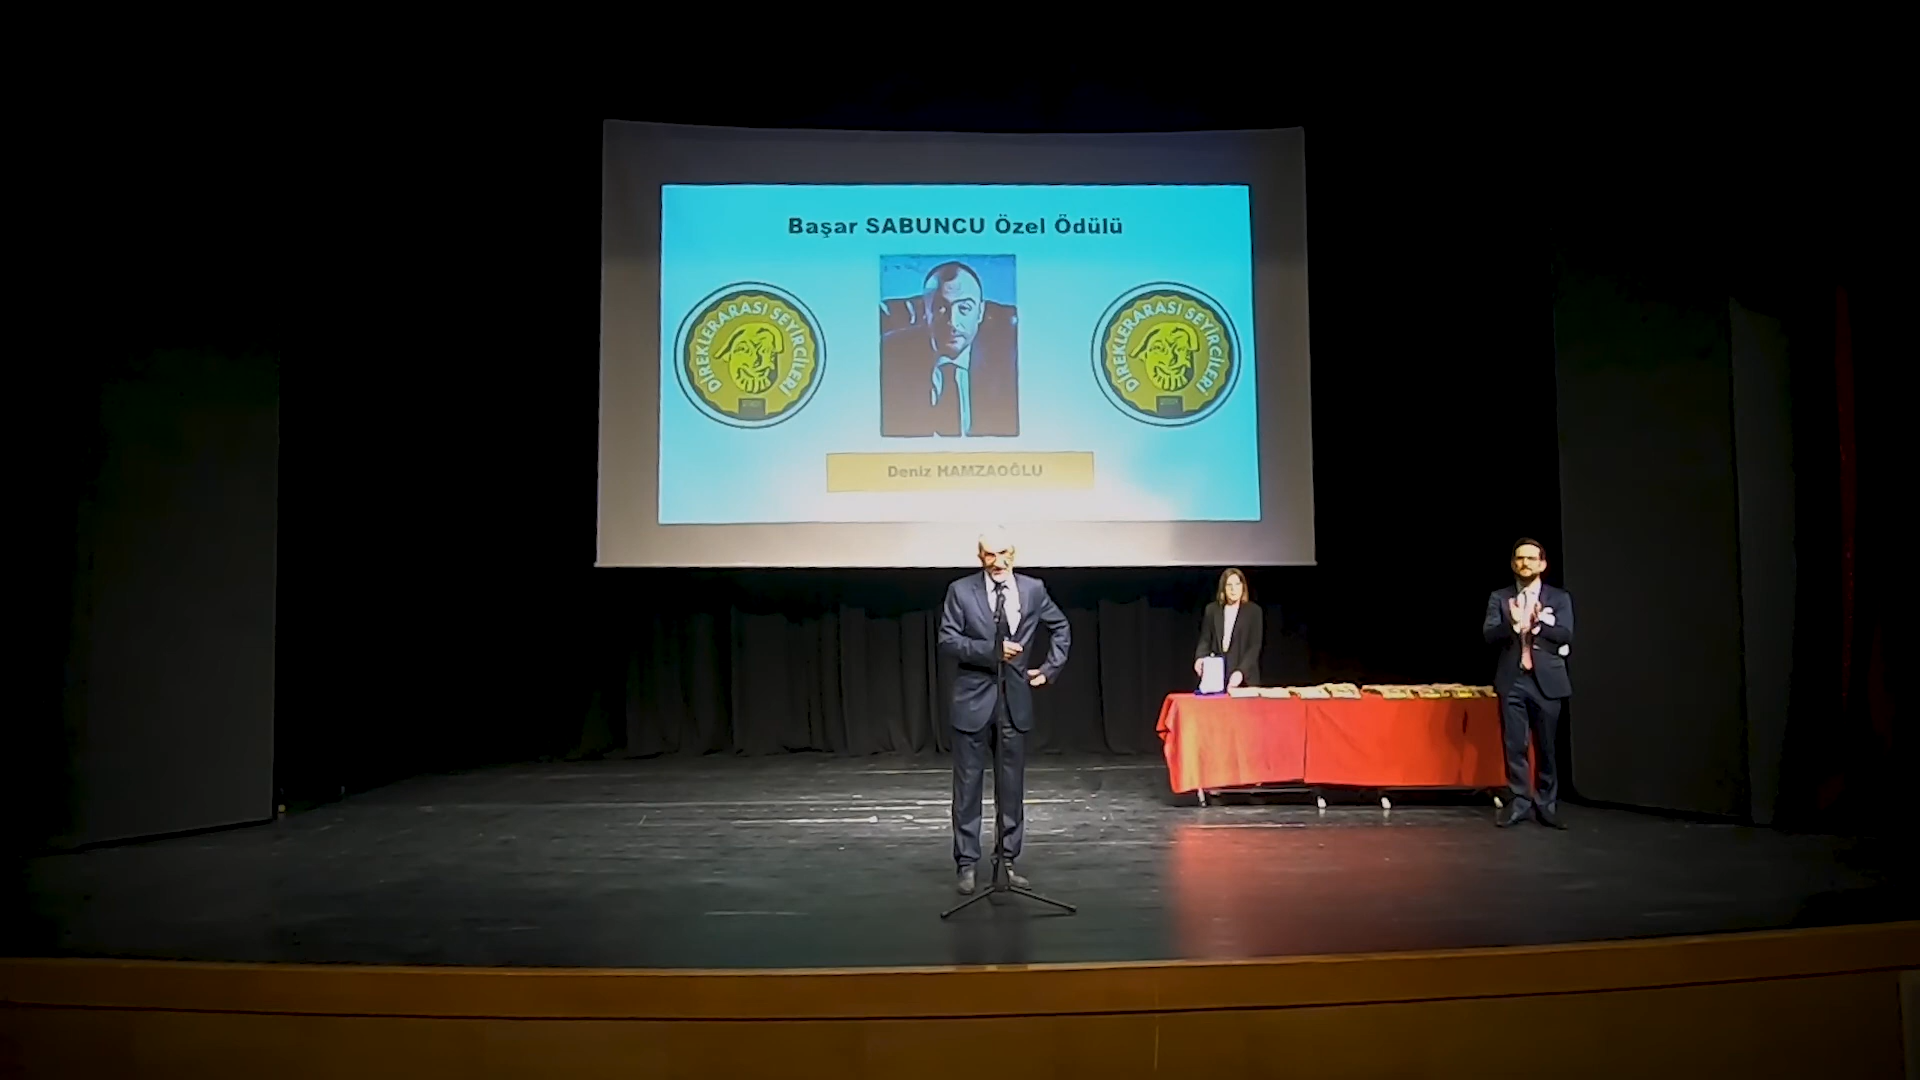 Başar SABUNCU Özel Ödülü
DİREKLERARASI SEYİRCİLERİ
DİREKLERARASI SEYİRCİLERİ
Deniz HAMZAOĞLU